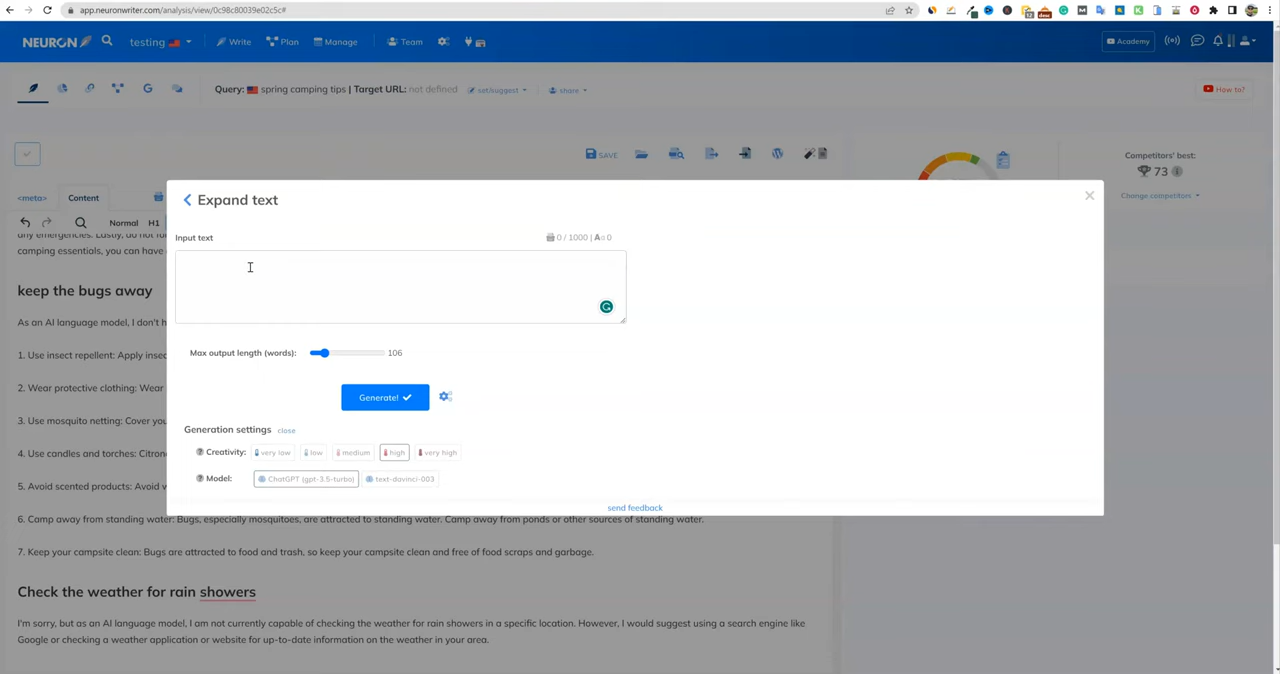 app.neuronwriter.com/analysis/view/0c98c80039e02c5c#
NEURON testing Write Plan Manage Team Academy
Query: spring camping tips | Target URL: not defined set/suggest share How to?
SAVE
Competitors' best:
73
Change competitors
<meta> Content
Normal H1
any emergencies. Lastly, do not fo
camping essentials, you can have
keep the bugs away
As an AI language model, I don't h
1. Use insect repellent: Apply insec
2. Wear protective clothing: Wear
3. Use mosquito netting: Cover you
4. Use candles and torches: Citron
5. Avoid scented products: Avoid w
6. Camp away from standing water: Bugs, especially mosquitoes, are attracted to standing water. Camp away from ponds or other sources of standing water.
7. Keep your campsite clean: Bugs are attracted to food and trash, so keep your campsite clean and free of food scraps and garbage.
Check the weather for rain showers
I'm sorry, but as an AI language model, I am not currently capable of checking the weather for rain showers in a specific location. However, I would suggest using a search engine like
Google or checking a weather application or website for up-to-date information on the weather in your area.
Expand text
Input text 0 / 1000 | A 0
Max output length (words): 106
Generate!
Generation settings close
Creativity: very low low medium high very high
Model: ChatGPT (gpt-3.5-turbo) text-davinci-003
send feedback